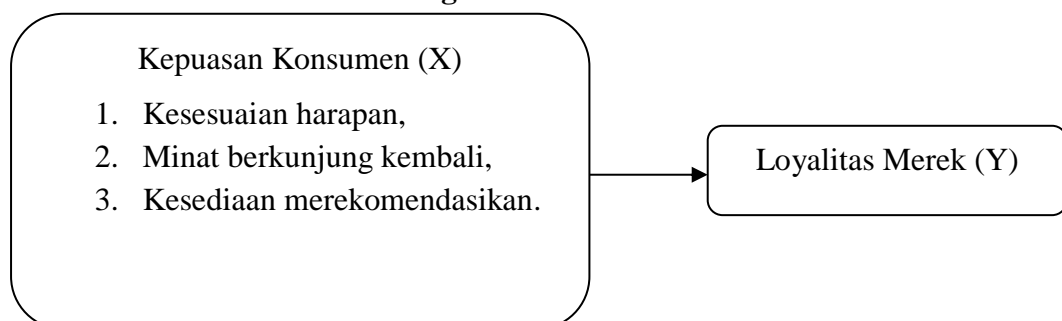 Kepuasan Konsumen (X)
1. Kesesuaian harapan,
2. Minat berkunjung kembali,
3. Kesediaan merekomendasikan.
Loyalitas Merek (Y)